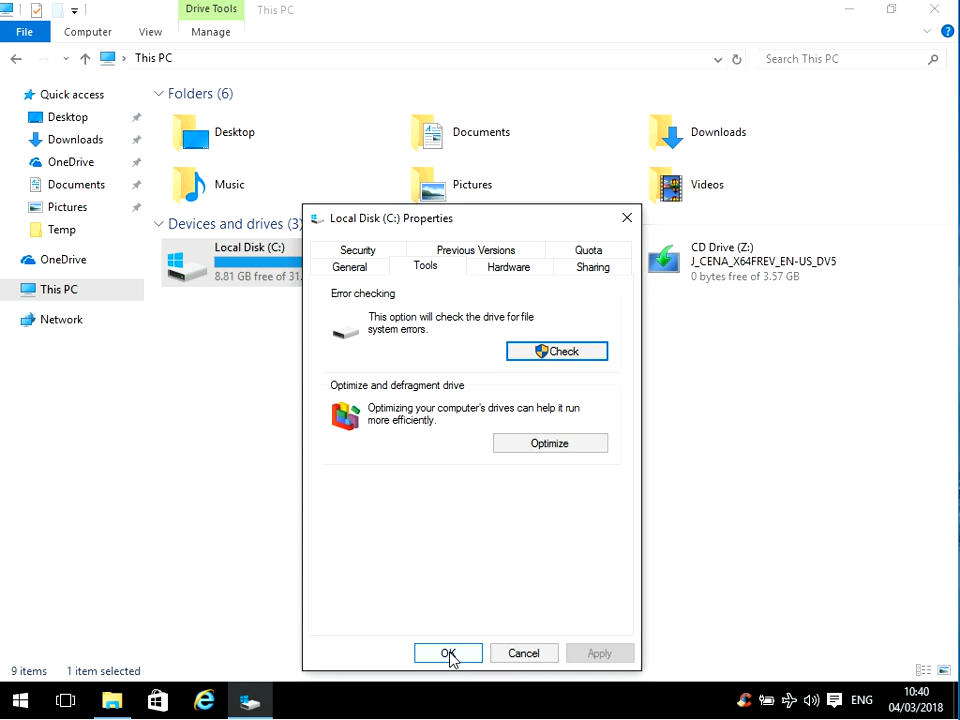 Drive Tools
This PC
File
Computer
View
Manage
This PC
Search This PC
Quick access
Desktop
Downloads
OneDrive
Documents
Pictures
Temp
OneDrive
This PC
Network
Folders (6)
Desktop
Documents
Downloads
Music
Pictures
Videos
Devices and drives (3)
Local Disk (C:)
8.81 GB free of 31.
CD Drive (Z:)
J_CENA_X64FREV_EN-US_DV5
0 bytes free of 3.57 GB
Local Disk (C:) Properties
Security
Previous Versions
Quota
General
Tools
Hardware
Sharing
Error checking
This option will check the drive for file
system errors.
Check
Optimize and defragment drive
Optimizing your computer's drives can help it run
more efficiently.
Optimize
OK
Cancel
Apply
9 items
1 item selected
ENG
10:40
04/03/2018